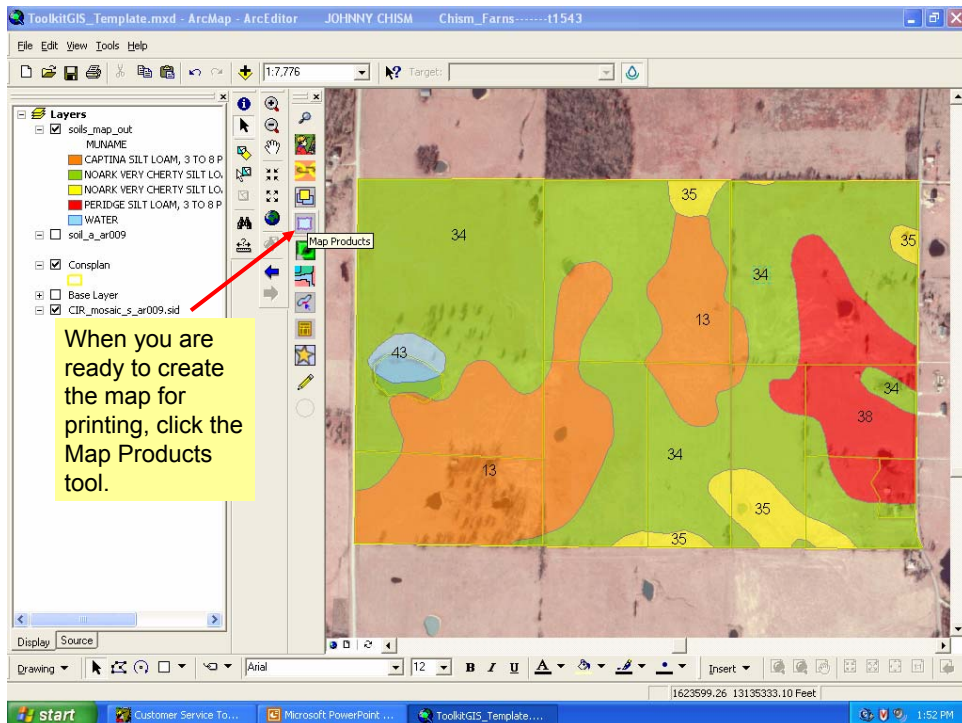 ToolkitGIS_Template.mxd - ArcMap - ArcEditor JOHNNY CHISM Chism_Farns-------t1543
File Edit View Tools Help
1:7,776 Target:
Layers
soils_map_out
MUNAME
CAPTINA SILT LOAM, 3 TO 8 P
NOARK VERY CHERTY SILT LO
NOARK VERY CHERTY SILT LO
PERIDGE SILT LOAM, 3 TO 8 P
WATER
soil_a_ar009
Consplan
Base Layer
CIR_mosaic_s_ar009.sid
Map Products
When you are
ready to create
the map for
printing, click the
Map Products
tool.
35
34
35
34
13
43
34
38
13
34
35
35
Display Source
Drawing Arial 12 B I U A Insert
1623599.26 13135333.10 Feet
start Customer Service To... Microsoft PowerPoint ... ToolkitGIS_Template.... 1:52 PM